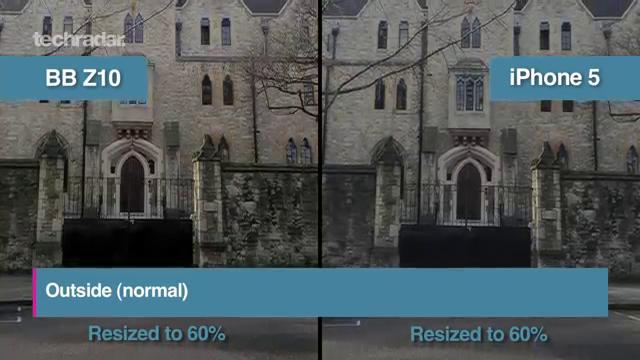 techradar.
BB Z10
iPhone 5
Outside (normal)
Resized to 60%
Resized to 60%